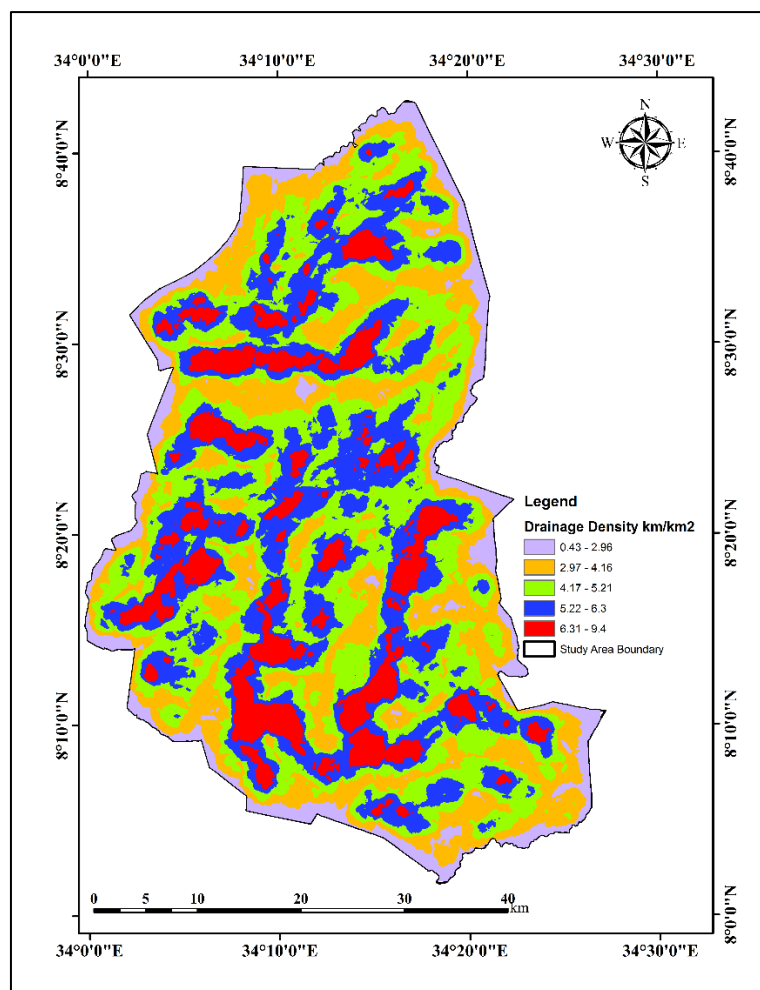 34°0'0"E 34°10'0"E 34°20'0"E 34°30'0"E
N
W E
S
8°40'0"N 8°40'0"N
8°30'0"N 8°30'0"N
8°20'0"N 8°20'0"N
8°10'0"N 8°10'0"N
8°0'0"N 8°0'0"N
Legend
Drainage Density km/km2
0.43 - 2.96
2.97 - 4.16
4.17 - 5.21
5.22 - 6.3
6.31 - 9.4
Study Area Boundary
0 5 10 20 30 40
km
34°0'0"E 34°10'0"E 34°20'0"E 34°30'0"E